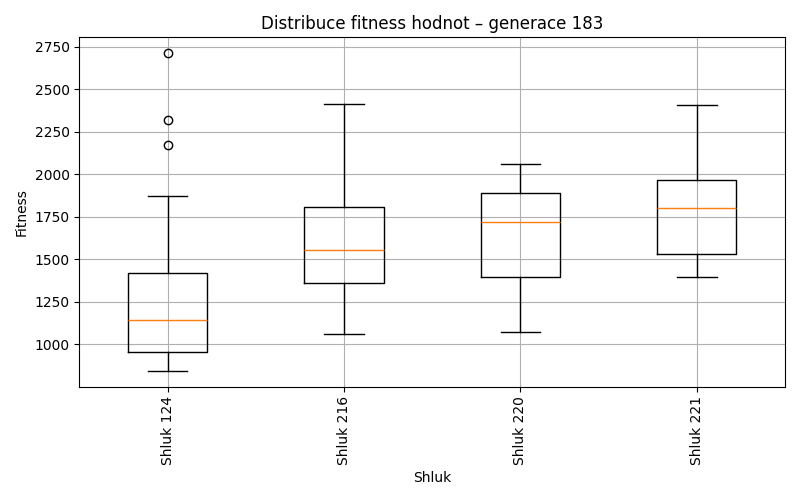 Distribuce fitness hodnot – generace 183
Fitness
2750
2500
2250
2000
1750
1500
1250
1000
Shluk 124
Shluk 216
Shluk 220
Shluk 221
Shluk